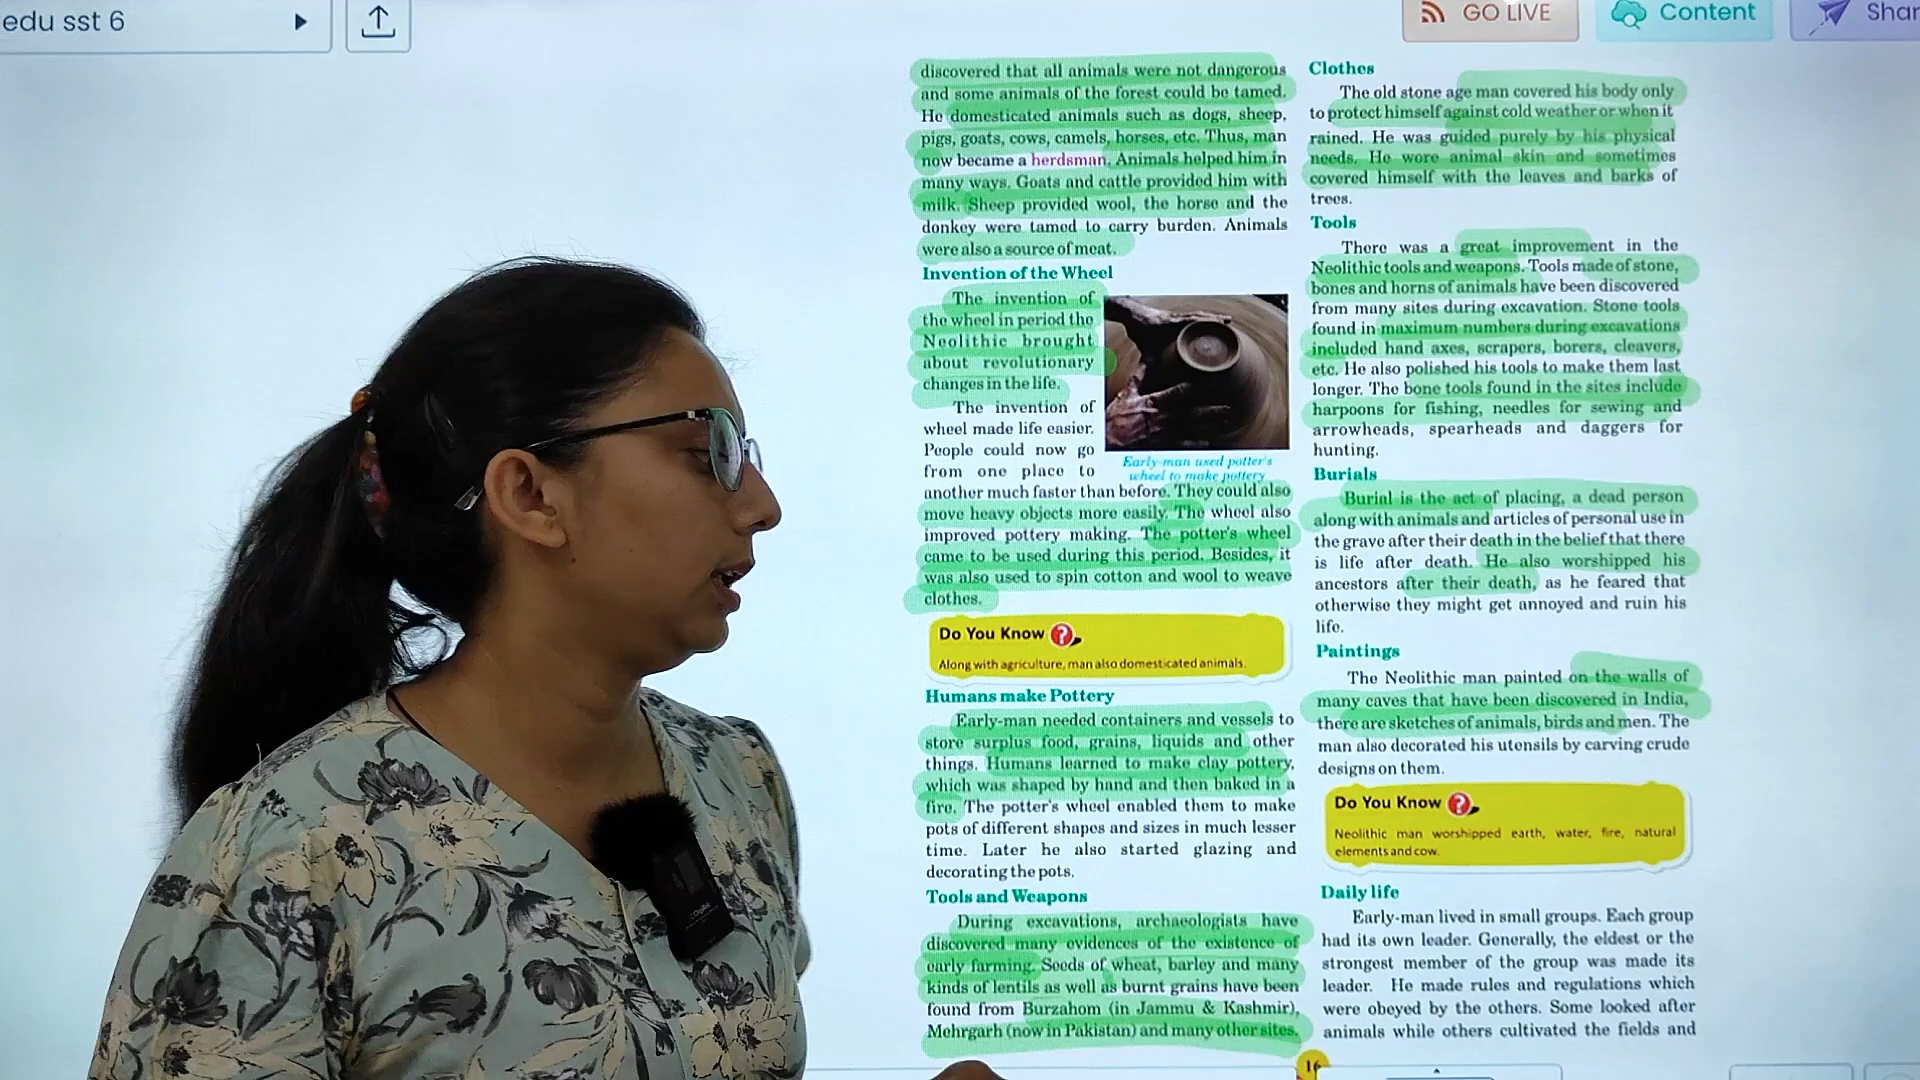 edu sst 6
GO LIVE
Content
Shar
discovered that all animals were not dangerous
and some animals of the forest could be tamed.
He domesticated animals such as dogs, sheep,
pigs, goats, cows, camels, horses, etc. Thus, man
now became a herdsman. Animals helped him in
many ways. Goats and cattle provided him with
milk. Sheep provided wool, the horse and the
donkey were tamed to carry burden. Animals
were also a source of meat.
Invention of the Wheel
The invention of
the wheel in period the
Neolithic brought
about revolutionary
changes in the life.
The invention of
wheel made life easier.
People could now go
from one place to
another much faster than before. They could also
move heavy objects more easily. The wheel also
improved pottery making. The potter's wheel
came to be used during this period. Besides, it
was also used to spin cotton and wool to weave
clothes.
Early-man used potter's
wheel to make pottery
Do You Know ?
Along with agriculture, man also domesticated animals.
Humans make Pottery
Early-man needed containers and vessels to
store surplus food, grains, liquids and other
things. Humans learned to make clay pottery,
which was shaped by hand and then baked in a
fire. The potter's wheel enabled them to make
pots of different shapes and sizes in much lesser
time. Later he also started glazing and
decorating the pots.
Tools and Weapons
During excavations, archaeologists have
discovered many evidences of the existence of
early farming. Seeds of wheat, barley and many
kinds of lentils as well as burnt grains have been
found from Burzahom (in Jammu & Kashmir),
Mehrgarh (now in Pakistan) and many other sites.
Clothes
The old stone age man covered his body only
to protect himself against cold weather or when it
rained. He was guided purely by his physical
needs. He wore animal skin and sometimes
covered himself with the leaves and barks of
trees.
Tools
There was a great improvement in the
Neolithic tools and weapons. Tools made of stone,
bones and horns of animals have been discovered
from many sites during excavation. Stone tools
found in maximum numbers during excavations
included hand axes, scrapers, borers, cleavers,
etc. He also polished his tools to make them last
longer. The bone tools found in the sites include
harpoons for fishing, needles for sewing and
arrowheads, spearheads and daggers for
hunting.
Burials
Burial is the act of placing, a dead person
along with animals and articles of personal use in
the grave after their death in the belief that there
is life after death. He also worshipped his
ancestors after their death, as he feared that
otherwise they might get annoyed and ruin his
life.
Paintings
The Neolithic man painted on the walls of
many caves that have been discovered in India,
there are sketches of animals, birds and men. The
man also decorated his utensils by carving crude
designs on them.
Do You Know ?
Neolithic man worshipped earth, water, fire, natural
elements and cow.
Daily life
Early-man lived in small groups. Each group
had its own leader. Generally, the eldest or the
strongest member of the group was made its
leader. He made rules and regulations which
were obeyed by the others. Some looked after
animals while others cultivated the fields and
16